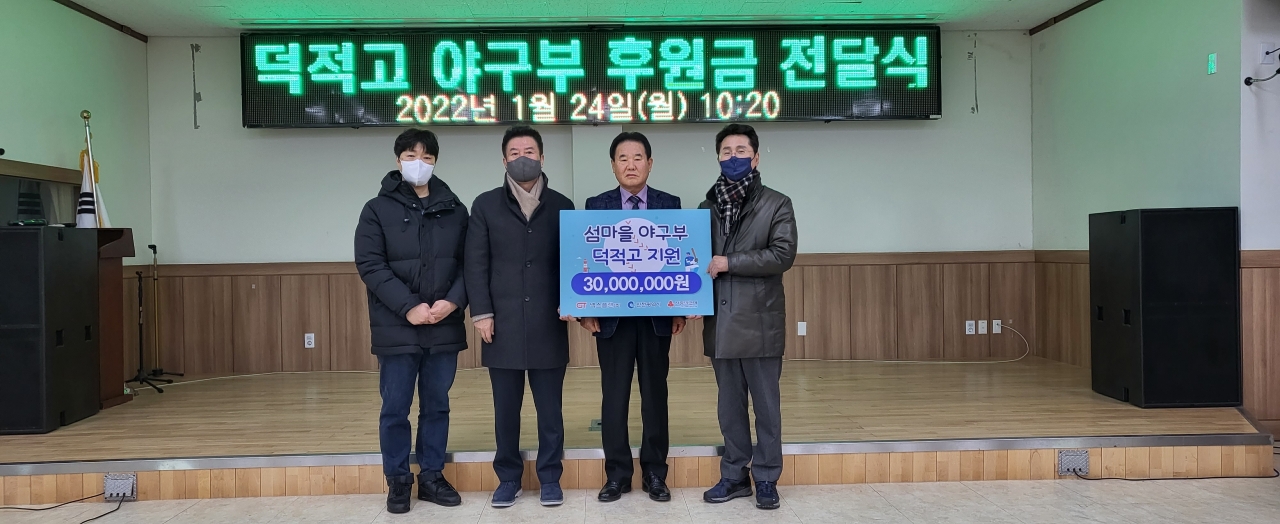 덕적고 야구부 후원금 전달식
2022년 1월 24일(월) 10:20
섬마을 야구부
덕적고 지원
30,000,000원